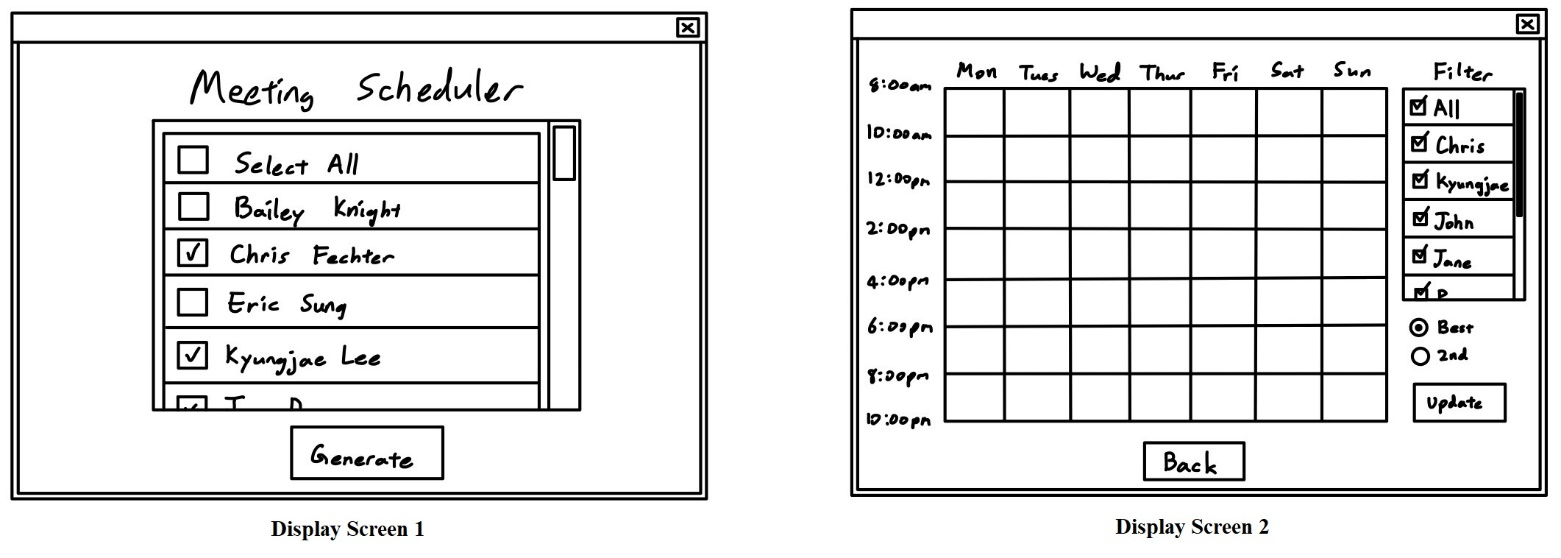 Meeting Scheduler
Select All
Bailey Knight
Chris Fechter
Eric Sung
Kyungjae Lee
Generate
Display Screen 1
Mon Tues Wed Thur Fri Sat Sun
8:00am
10:00am
12:00pm
2:00pm
4:00pm
6:00pm
8:00pm
10:00pm
Filter
All
Chris
Kyungjae
John
Jane
Best
2nd
Update
Back
Display Screen 2